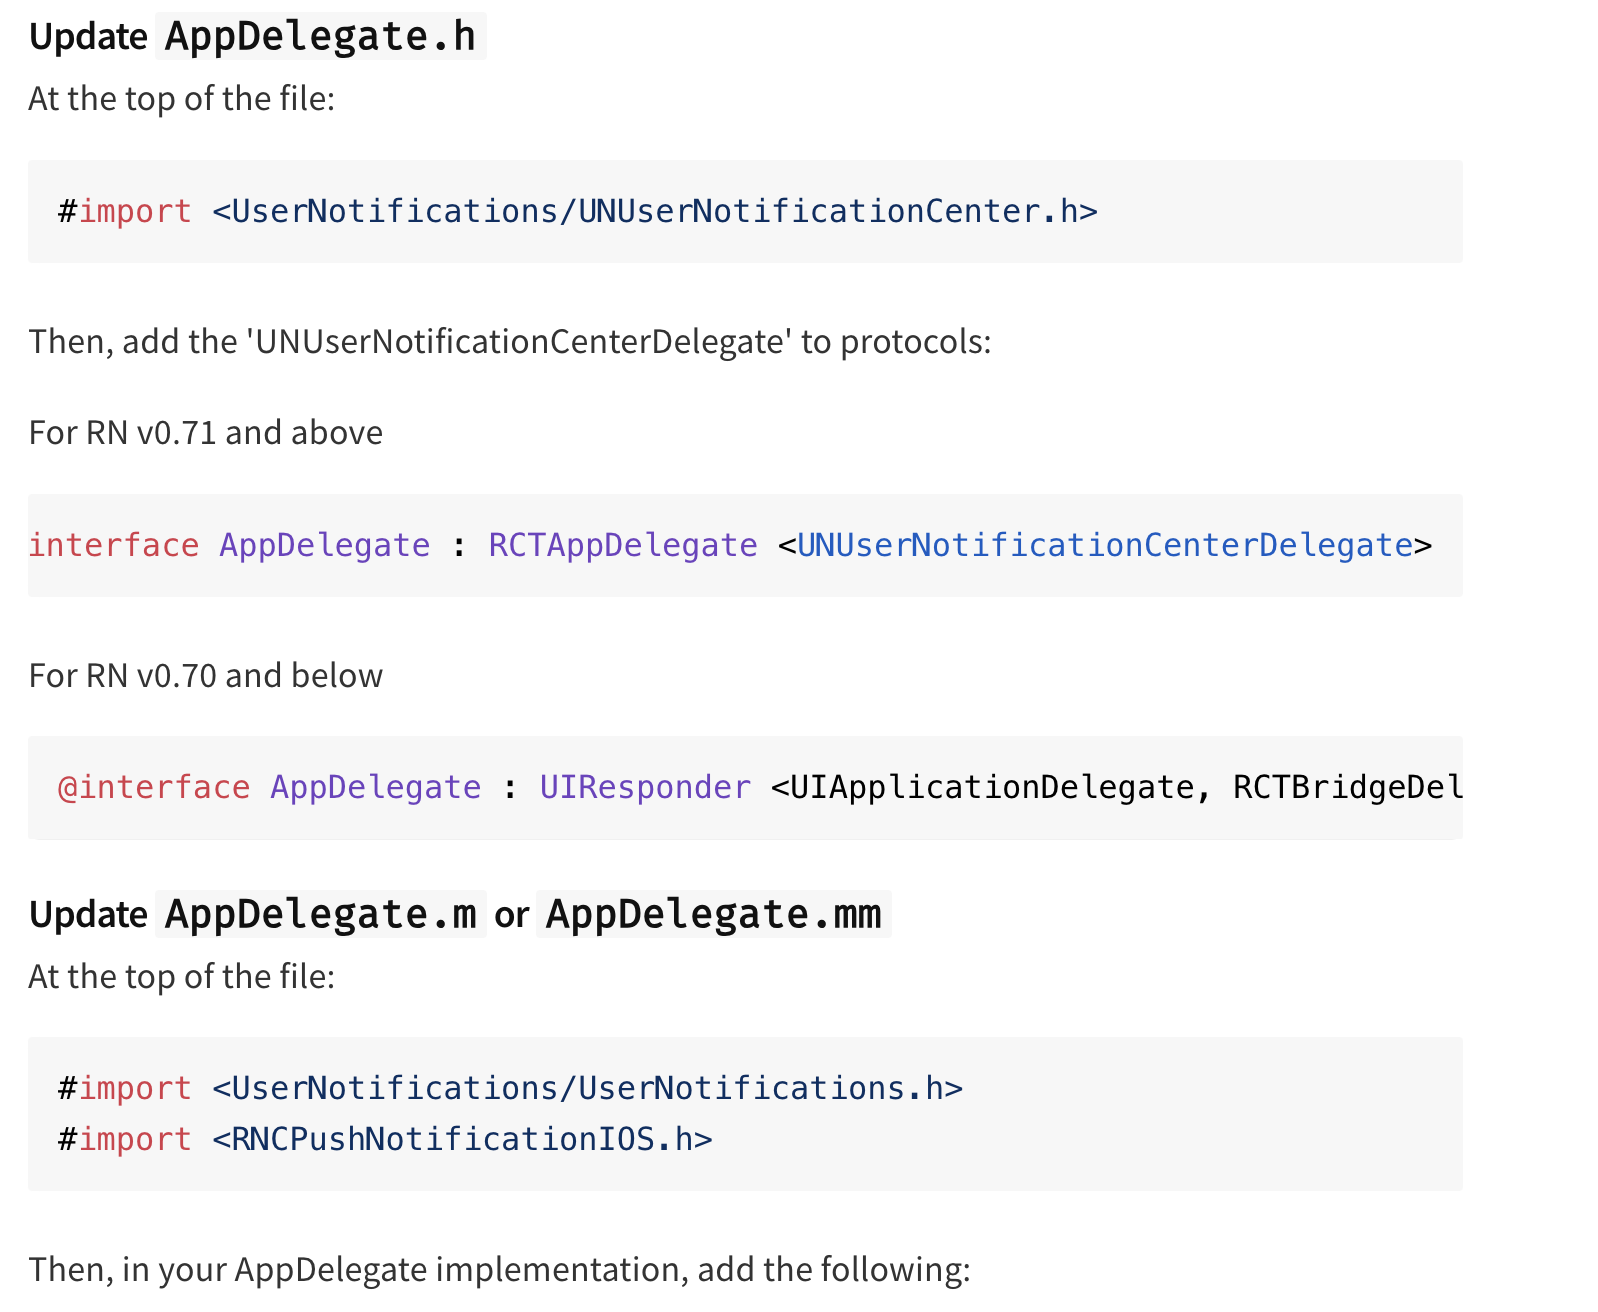 Update AppDelegate.h
At the top of the file:
#import <UserNotifications/UNUserNotificationCenter.h>
Then, add the 'UNUserNotificationCenterDelegate' to protocols:
For RN v0.71 and above
interface AppDelegate : RCTAppDelegate <UNUserNotificationCenterDelegate>
For RN v0.70 and below
@interface AppDelegate : UIResponder <UIApplicationDelegate, RCTBridgeDel
Update AppDelegate.m or AppDelegate.mm
At the top of the file:
#import <UserNotifications/UserNotifications.h>
#import <RNCPushNotificationIOS.h>
Then, in your AppDelegate implementation, add the following: